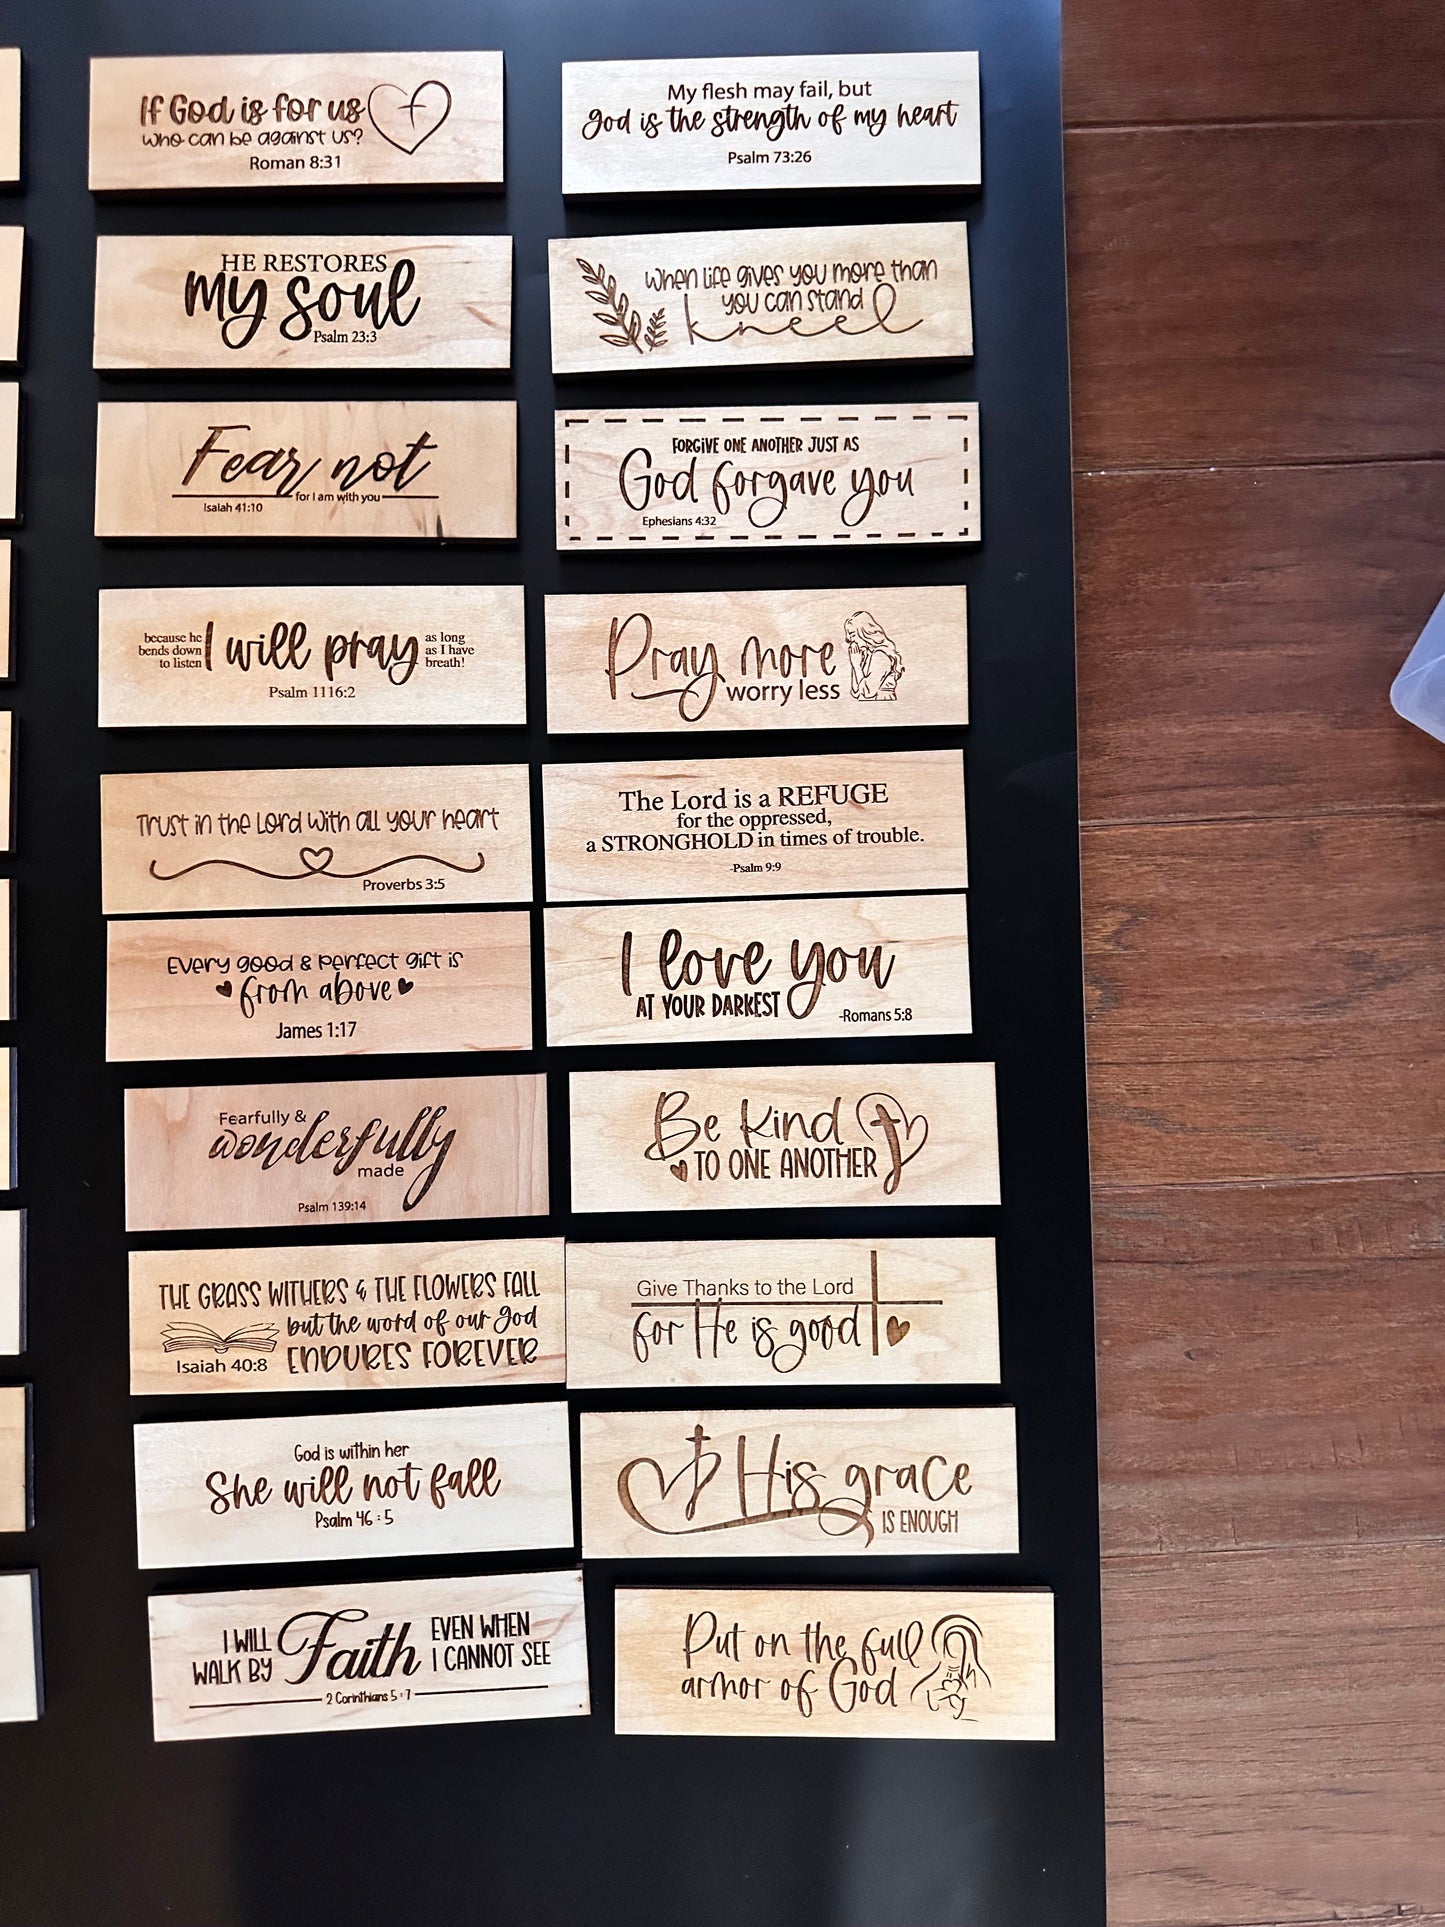 If God is for us
who can be against us?
Roman 8:31
My flesh may fail, but
god is the strength of my heart
Psalm 73:26
HE RESTORES
my soul
Psalm 23:3
When life gives you more than
you can stand
kneel
Fear not
for I am with you
Isaiah 41:10
FORGIVE ONE ANOTHER JUST AS
God forgave you
Ephesians 4:32
because he
bends down
to listen
I will pray
as long
as I have
breath!
Psalm 1116:2
Pray more
worry less
Trust in the Lord with all your heart
Proverbs 3:5
The Lord is a REFUGE
for the oppressed,
a STRONGHOLD in times of trouble.
-Psalm 9:9
Every good & perfect gift is
from above
James 1:17
I love you
AT YOUR DARKEST
-Romans 5:8
Fearfully &
wonderfully
made
Psalm 139:14
Be kind
TO ONE ANOTHER
THE GRASS WITHERS & THE FLOWERS FALL
but the word of our God
ENDURES FOREVER
Isaiah 40:8
Give Thanks to the Lord
for He is good
God is within her
She will not fall
Psalm 46:5
His grace
IS ENOUGH
I WILL
WALK BY
Faith
EVEN WHEN
I CANNOT SEE
2 Corinthians 5:7
Put on the full
armor of God